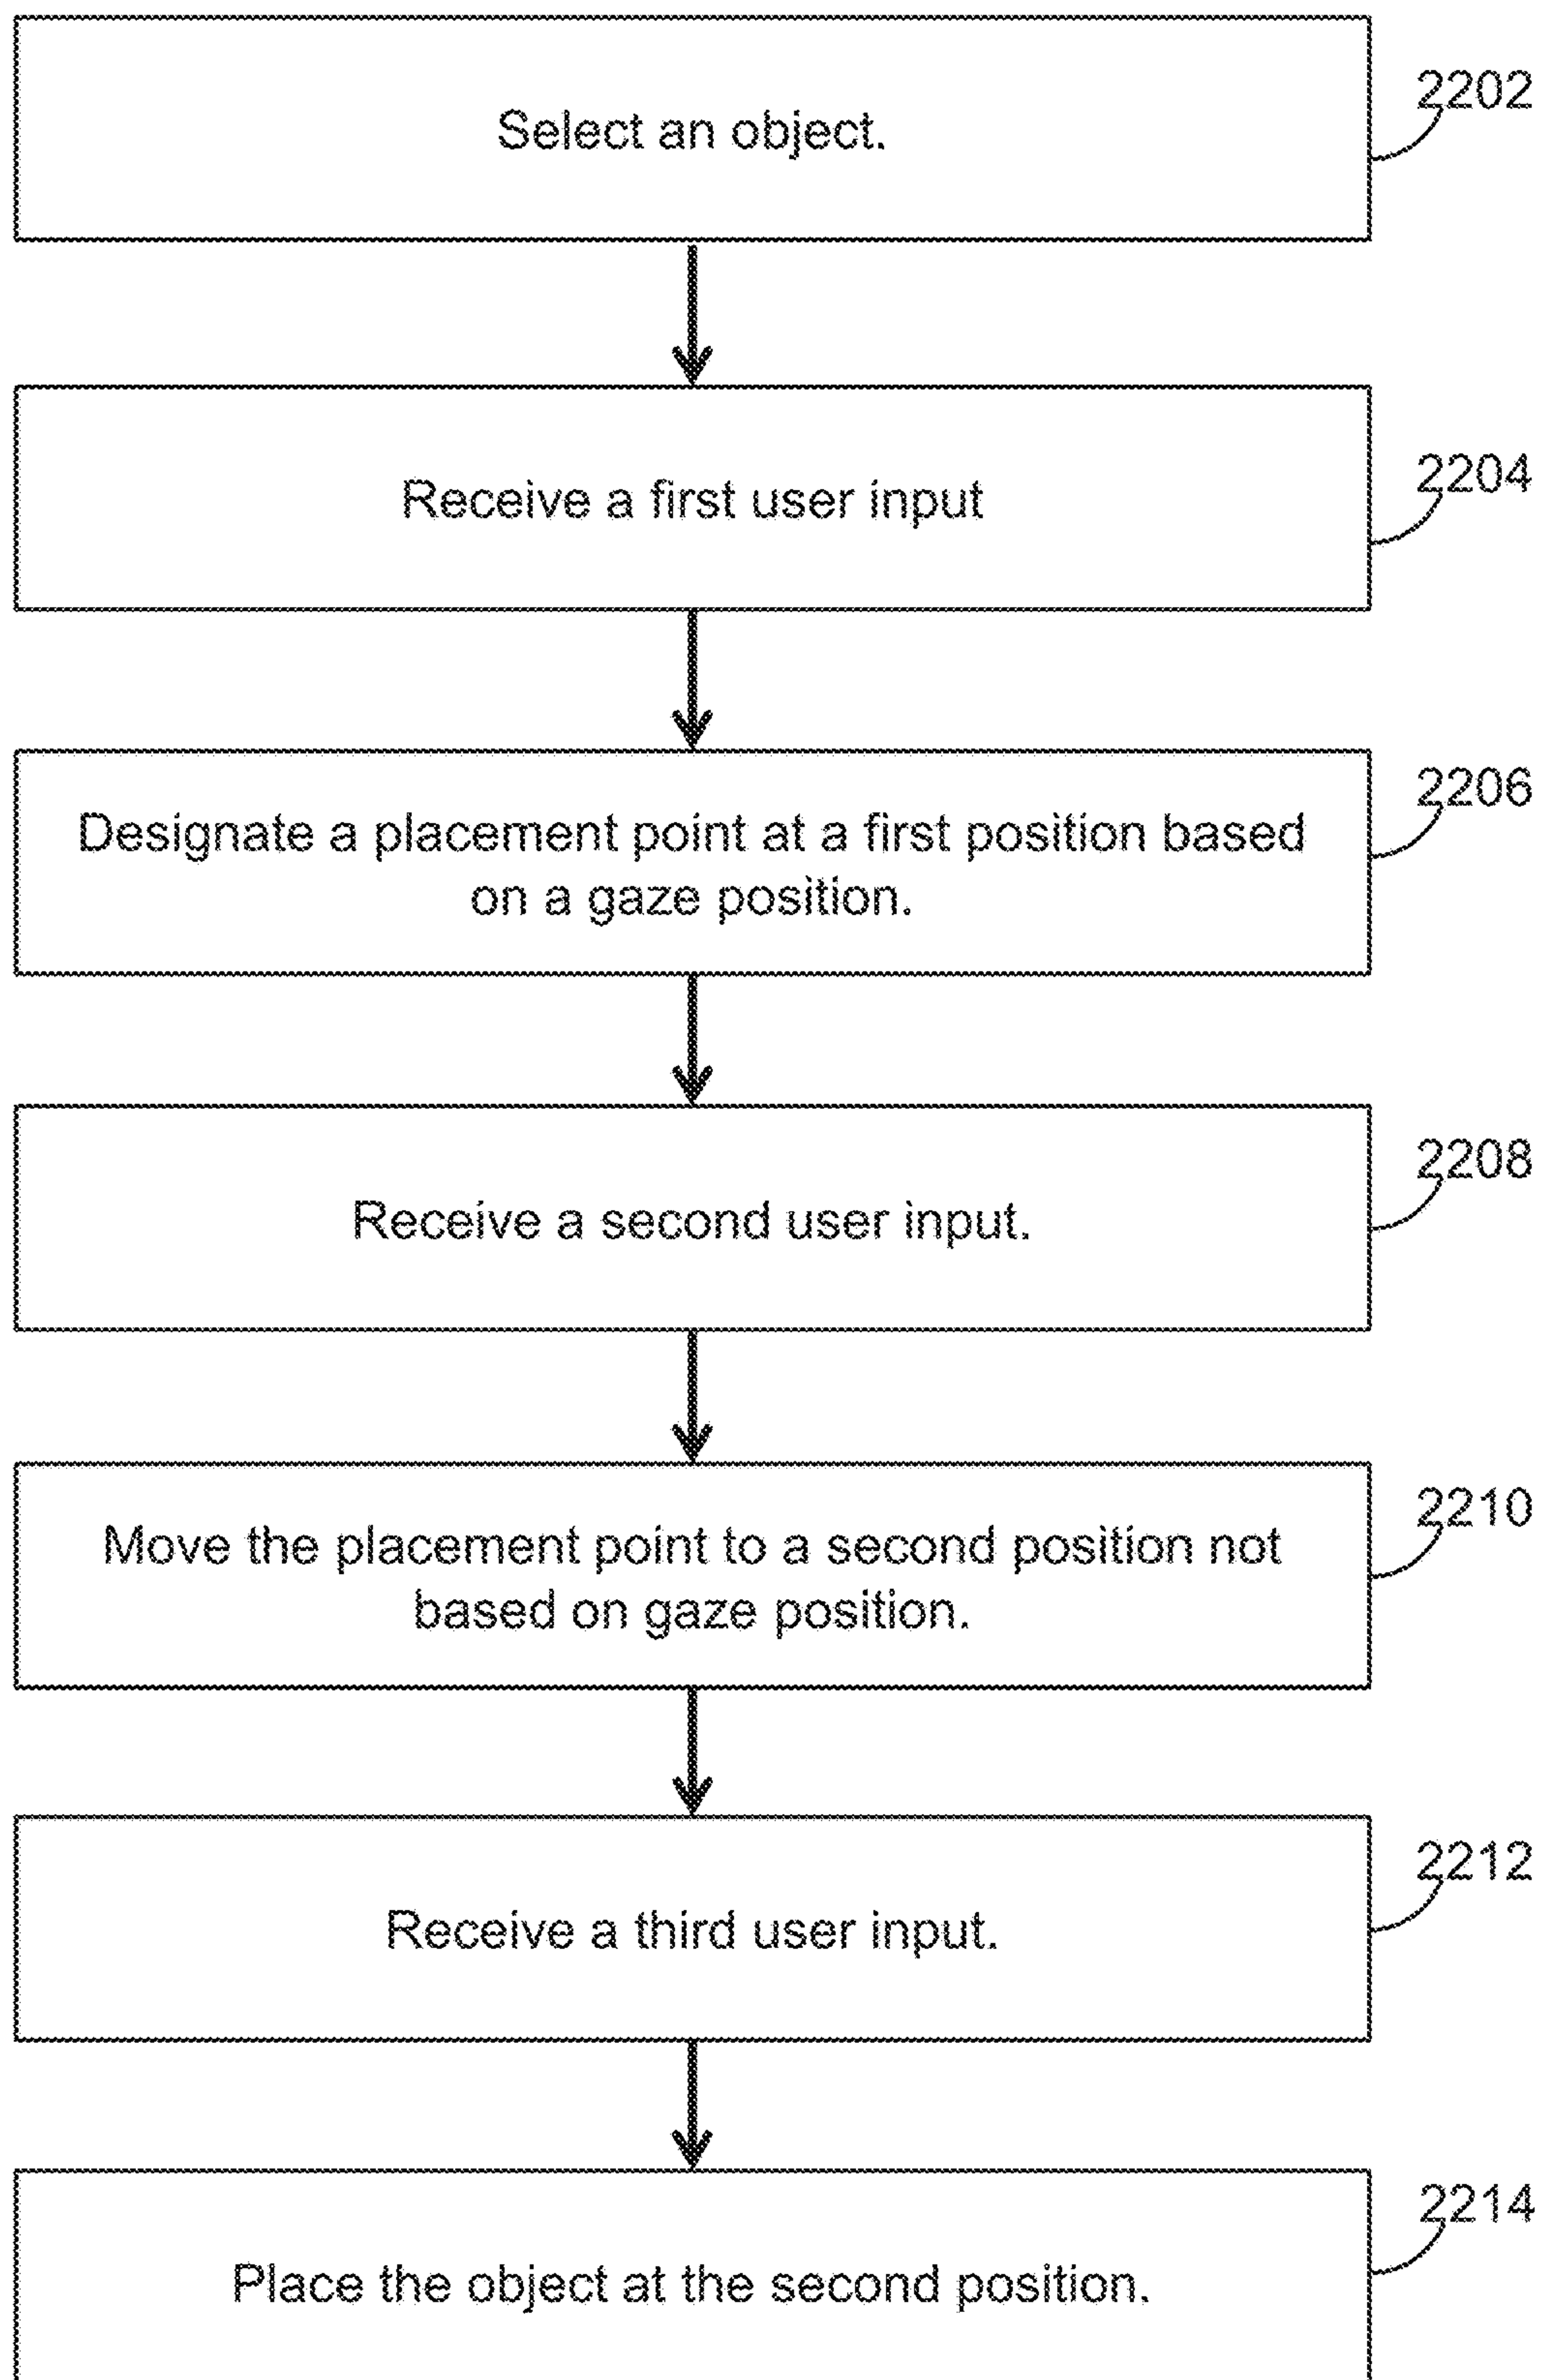 Select an object.
2202
Receive a first user input
2204
Designate a placement point at a first position based
on a gaze position.
2206
Receive a second user input.
2208
Move the placement point to a second position not
based on gaze position.
2210
Receive a third user input.
2212
Place the object at the second position.
2214